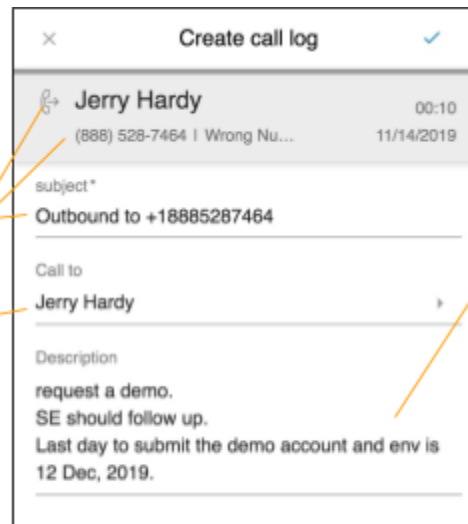 Create call log
Jerry Hardy
00:10
(888) 528-7464 | Wrong Nu...
11/14/2019
subject*
Outbound to +18885287464
Call to
Jerry Hardy
Description
request a demo.
SE should follow up.
Last day to submit the demo account and env is
12 Dec, 2019.